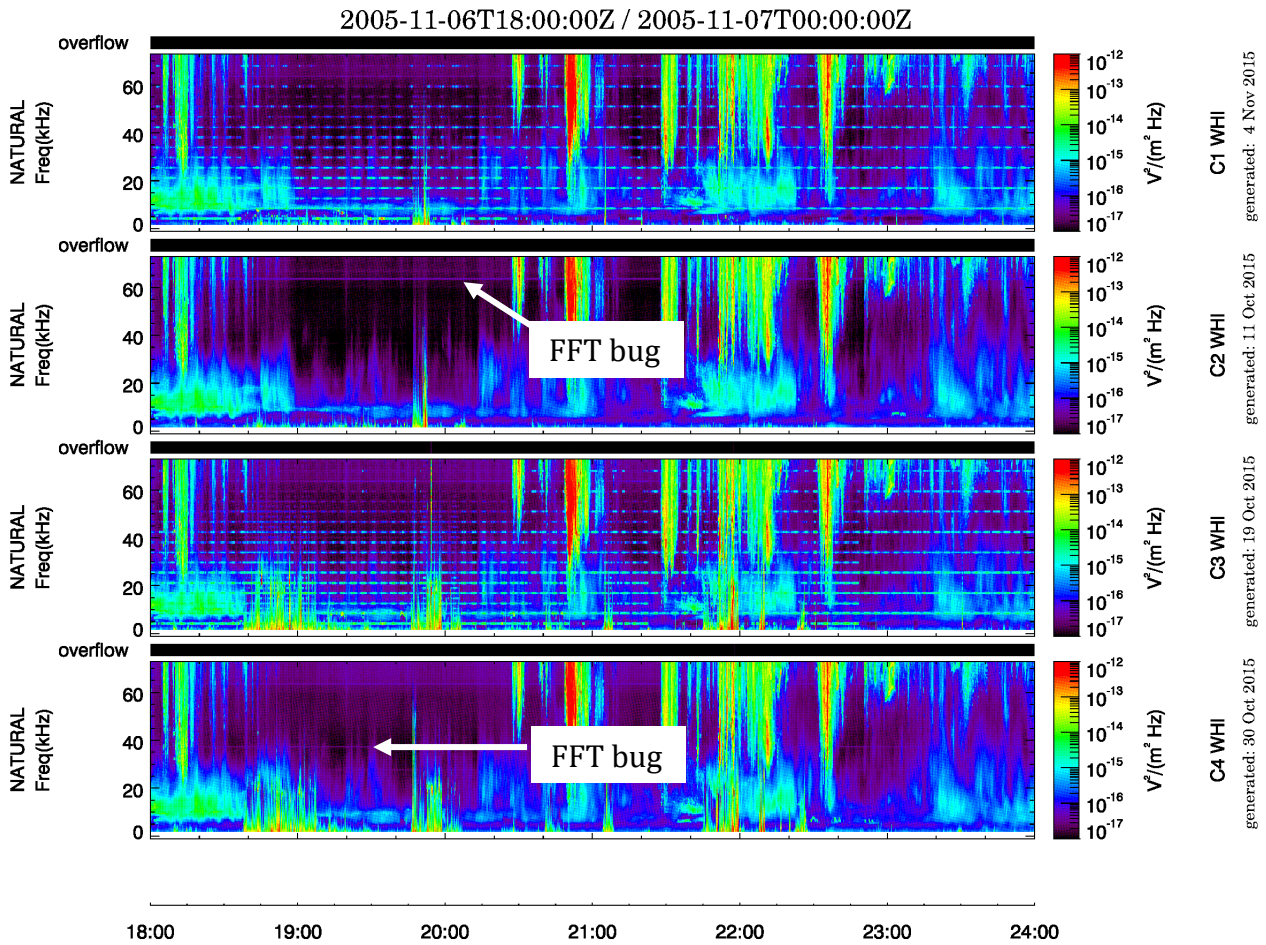 2005-11-06T18:00:00Z / 2005-11-07T00:00:00Z
overflow
NATURAL
Freq(kHz)
60
40
20
0
10⁻¹²
10⁻¹³
10⁻¹⁴
10⁻¹⁵
10⁻¹⁶
10⁻¹⁷
V²/(m² Hz)
C1 WHI
generated: 4 Nov 2015
overflow
NATURAL
Freq(kHz)
60
40
20
0
FFT bug
10⁻¹²
10⁻¹³
10⁻¹⁴
10⁻¹⁵
10⁻¹⁶
10⁻¹⁷
V²/(m² Hz)
C2 WHI
generated: 11 Oct 2015
overflow
NATURAL
Freq(kHz)
60
40
20
0
10⁻¹²
10⁻¹³
10⁻¹⁴
10⁻¹⁵
10⁻¹⁶
10⁻¹⁷
V²/(m² Hz)
C3 WHI
generated: 19 Oct 2015
overflow
NATURAL
Freq(kHz)
60
40
20
0
FFT bug
10⁻¹²
10⁻¹³
10⁻¹⁴
10⁻¹⁵
10⁻¹⁶
10⁻¹⁷
V²/(m² Hz)
C4 WHI
generated: 30 Oct 2015
18:00 19:00 20:00 21:00 22:00 23:00 24:00